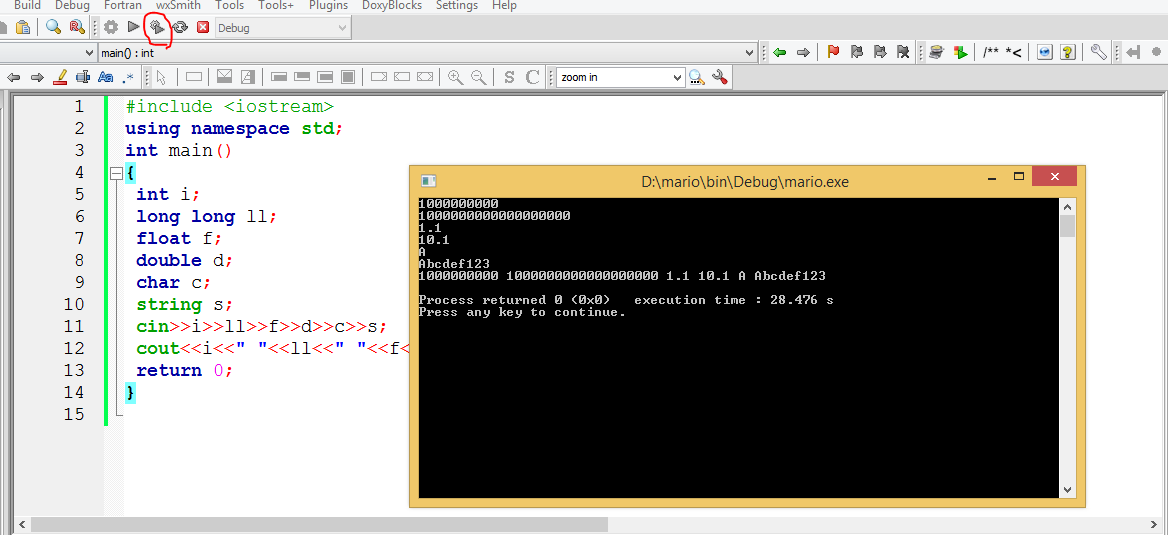 Build Debug Fortran wxSmith Tools Tools+ Plugins DoxyBlocks Settings Help
Debug
main() : int
/** *<
Aa .* S C zoom in
1 #include <iostream>
2 using namespace std;
3 int main()
4 {
5 int i;
6 long long ll;
7 float f;
8 double d;
9 char c;
10 string s;
11 cin>>i>>ll>>f>>d>>c>>s;
12 cout<<i<<" "<<ll<<" "<<f<
13 return 0;
14 }
15
D:\mario\bin\Debug\mario.exe
1000000000
1000000000000000000
1.1
10.1
A
Abcdef123
1000000000 1000000000000000000 1.1 10.1 A Abcdef123
Process returned 0 (0x0) execution time : 28.476 s
Press any key to continue.